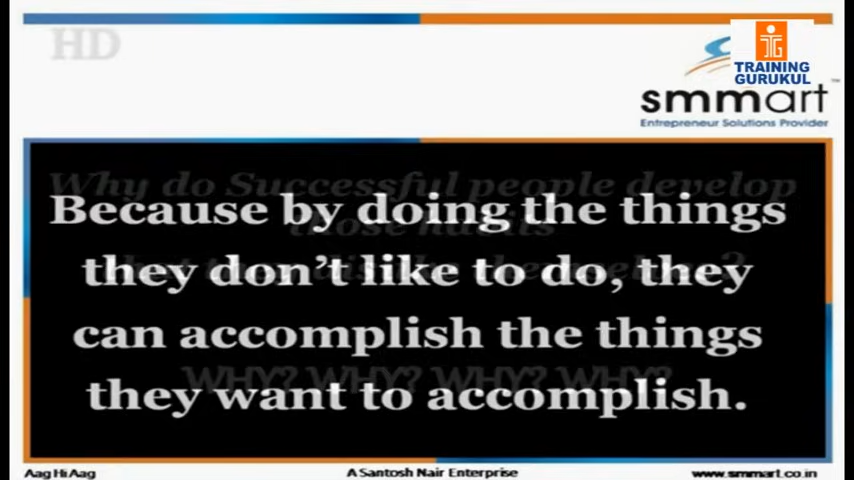 HD
TRAINING
GURUKUL
smmart
Entrepreneur Solutions Provider
Why do Successful people develop
Because by doing the things
those habits
they don't like to do, they
can accomplish the things
WHY? WHY? WHY? WHY?
they want to accomplish.
Aag Hi Aag
A Santosh Nair Enterprise
www.smmart.co.in